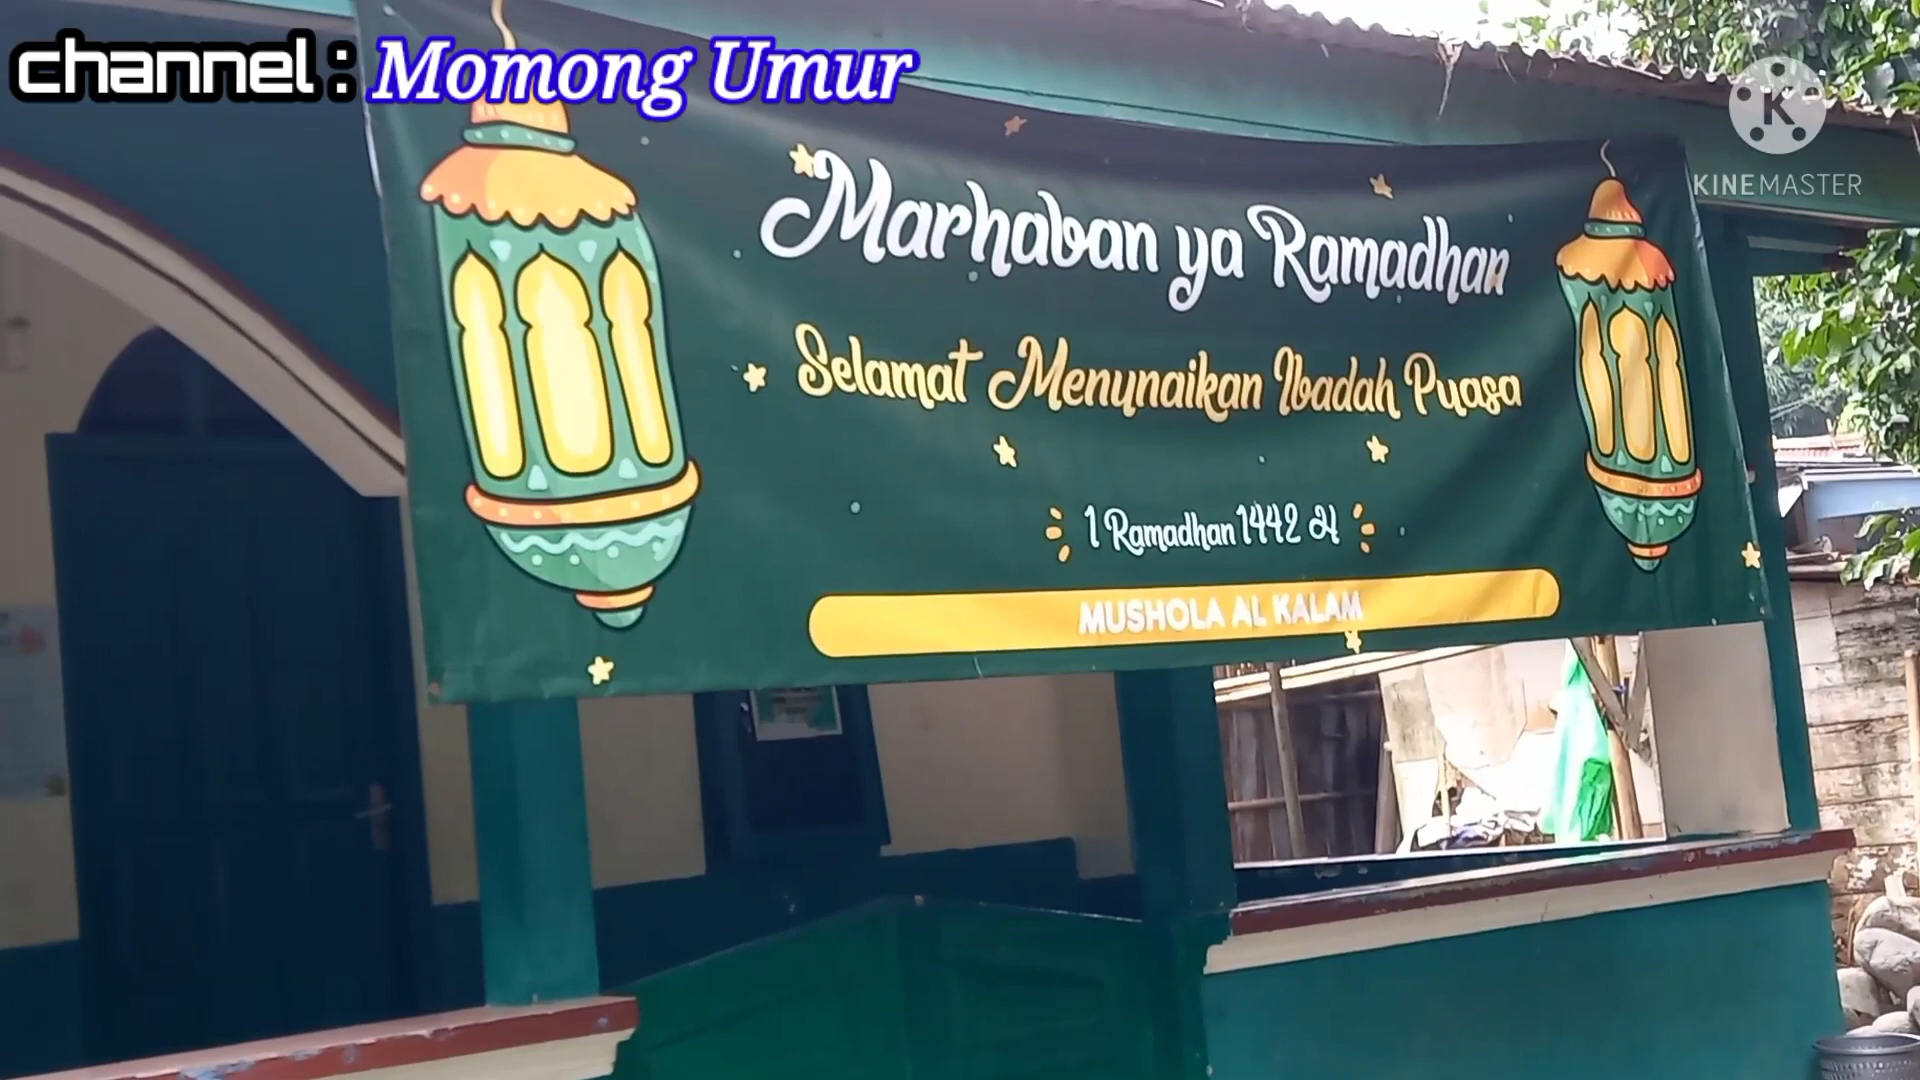 channel : Momong Umur
KINEMASTER
Marhaban ya Ramadhan
Selamat Menunaikan Ibadah Puasa
1 Ramadhan 1442 H
MUSHOLA AL KALAM